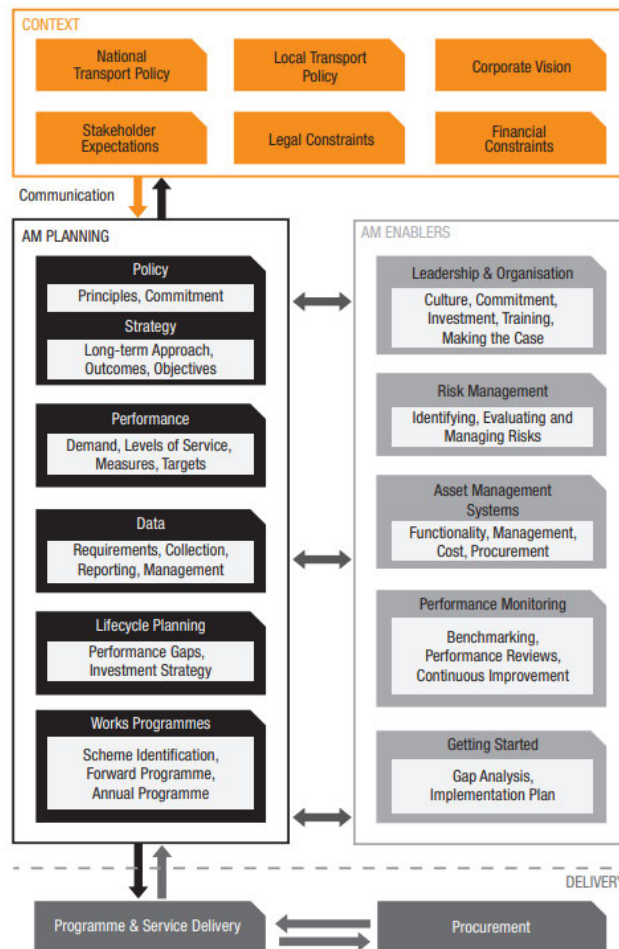 CONTEXT
National
Transport Policy
Local Transport
Policy
Corporate Vision
Stakeholder
Expectations
Legal Constraints
Financial
Constraints
Communication
AM PLANNING
Policy
Principles, Commitment
Strategy
Long-term Approach,
Outcomes, Objectives
Performance
Demand, Levels of Service,
Measures, Targets
Data
Requirements, Collection,
Reporting, Management
Lifecycle Planning
Performance Gaps,
Investment Strategy
Works Programmes
Scheme Identification,
Forward Programme,
Annual Programme
AM ENABLERS
Leadership & Organisation
Culture, Commitment,
Investment, Training,
Making the Case
Risk Management
Identifying, Evaluating and
Managing Risks
Asset Management
Systems
Functionality, Management,
Cost, Procurement
Performance Monitoring
Benchmarking,
Performance Reviews,
Continuous Improvement
Getting Started
Gap Analysis,
Implementation Plan
DELIVERY
Programme & Service Delivery
Procurement